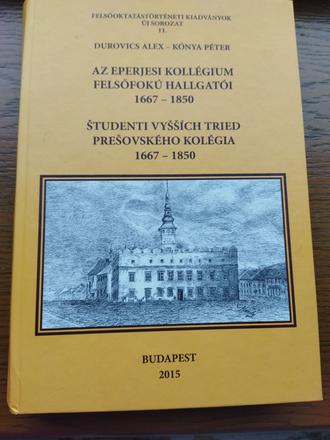 FELSŐOKTATÁSTÖRTÉNETI KIADVÁNYOK
ÚJ SOROZAT
11.
DUROVICS ALEX – KÓNYA PÉTER
AZ EPERJESI KOLLÉGIUM
FELSŐFOKÚ HALLGATÓI
1667 – 1850
ŠTUDENTI VYŠŠÍCH TRIED
PREŠOVSKÉHO KOLÉGIA
1667 – 1850
BUDAPEST
2015